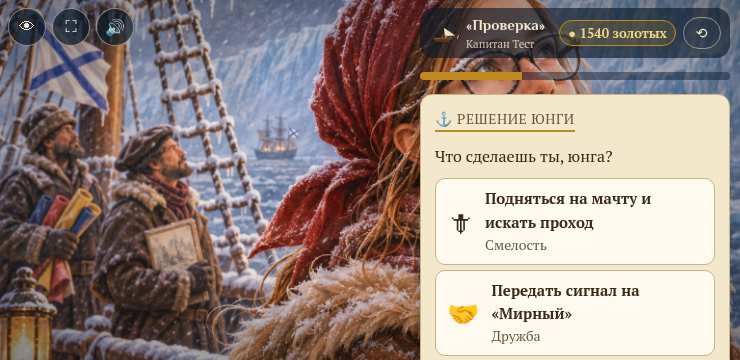 «Проверка»
Капитан Тест
1540 золотых
РЕШЕНИЕ ЮНГИ
Что сделаешь ты, юнга?
Подняться на мачту и
искать проход
Смелость
Передать сигнал на
«Мирный»
Дружба